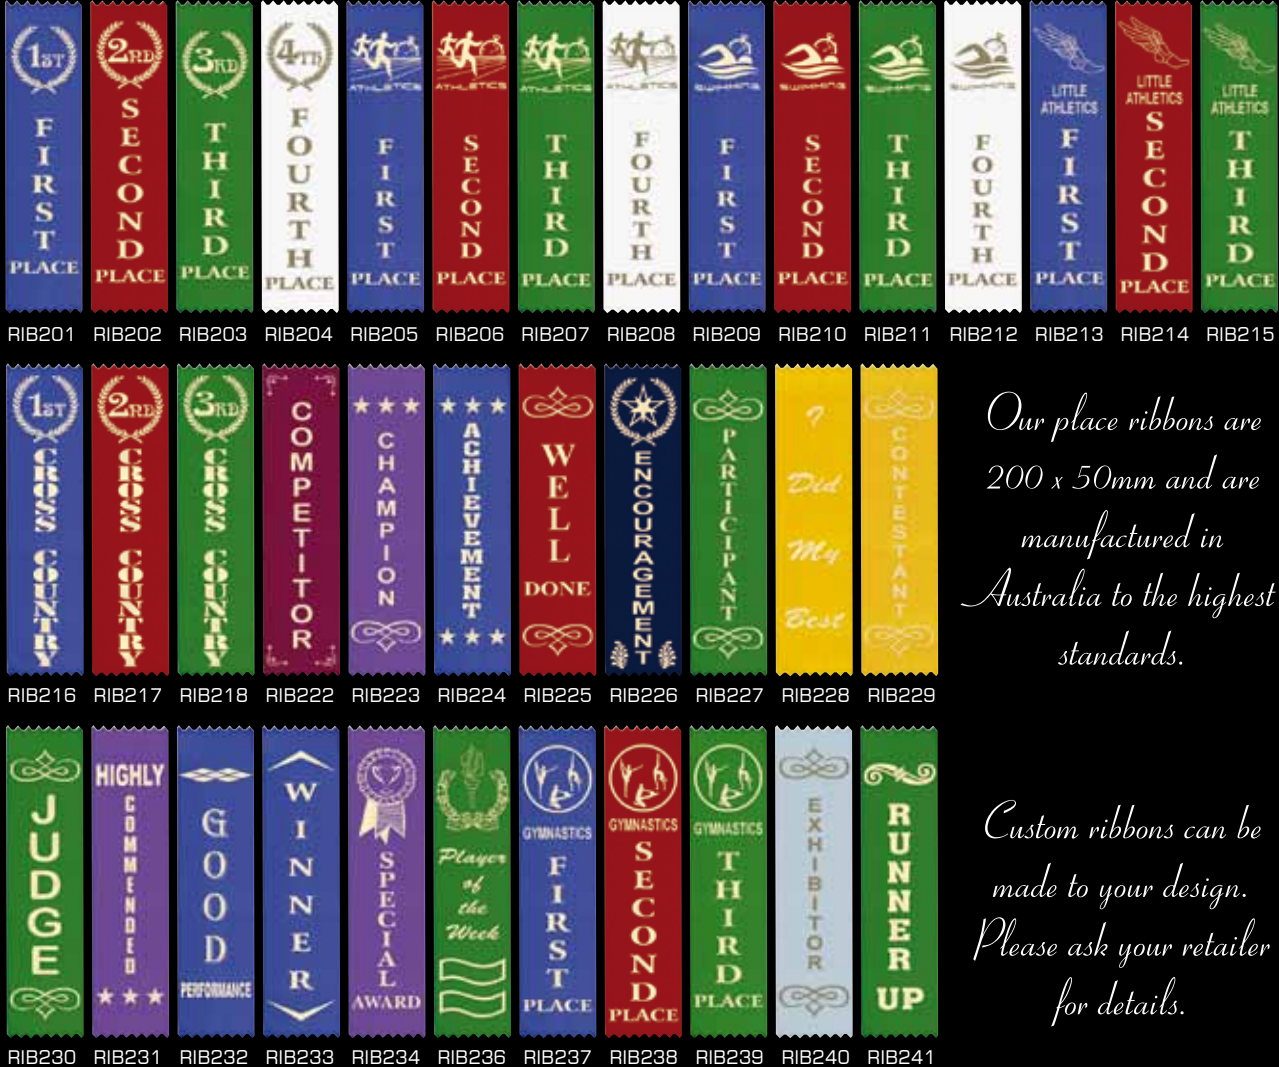 1ST
FIRST
PLACE
RIB201
2ND
SECOND
PLACE
RIB202
3RD
THIRD
PLACE
RIB203
4TH
FOURTH
PLACE
RIB204
ATHLETICS
FIRST
PLACE
RIB205
ATHLETICS
SECOND
PLACE
RIB206
ATHLETICS
THIRD
PLACE
RIB207
ATHLETICS
FOURTH
PLACE
RIB208
SWIMMING
FIRST
PLACE
RIB209
SWIMMING
SECOND
PLACE
RIB210
SWIMMING
THIRD
PLACE
RIB211
SWIMMING
FOURTH
PLACE
RIB212
LITTLE
ATHLETICS
FIRST
PLACE
RIB213
LITTLE
ATHLETICS
SECOND
PLACE
RIB214
LITTLE
ATHLETICS
THIRD
PLACE
RIB215
1ST
CROSS COUNTRY
RIB216
2ND
CROSS COUNTRY
RIB217
3RD
CROSS COUNTRY
RIB218
COMPETITOR
RIB222
CHAMPION
RIB223
ACHIEVEMENT
RIB224
WELL
DONE
RIB225
ENCOURAGEMENT
RIB226
PARTICIPANT
RIB227
I
Did
My
Best
RIB228
CONTESTANT
RIB229
Our place ribbons are
200 x 50mm and are
manufactured in
Australia to the highest
standards.
JUDGE
RIB230
HIGHLY
COMMENDED
RIB231
GOOD
PERFORMANCE
RIB232
WINNER
RIB233
SPECIAL
AWARD
RIB234
Player
of
the
Week
RIB236
GYMNASTICS
FIRST
PLACE
RIB237
GYMNASTICS
SECOND
PLACE
RIB238
GYMNASTICS
THIRD
PLACE
RIB239
EXHIBITOR
RIB240
RUNNER
UP
RIB241
Custom ribbons can be
made to your design.
Please ask your retailer
for details.